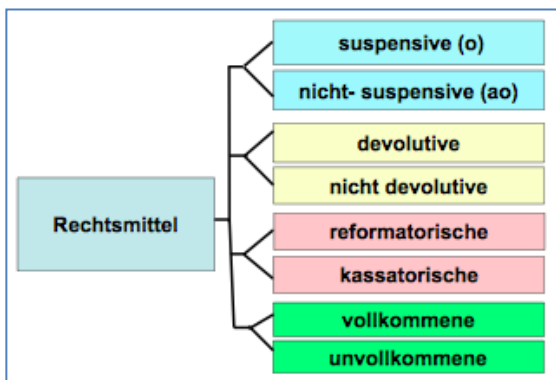 suspensive (o)
nicht- suspensive (ao)
devolutive
nicht devolutive
Rechtsmittel
reformatorische
kassatorische
vollkommene
unvollkommene